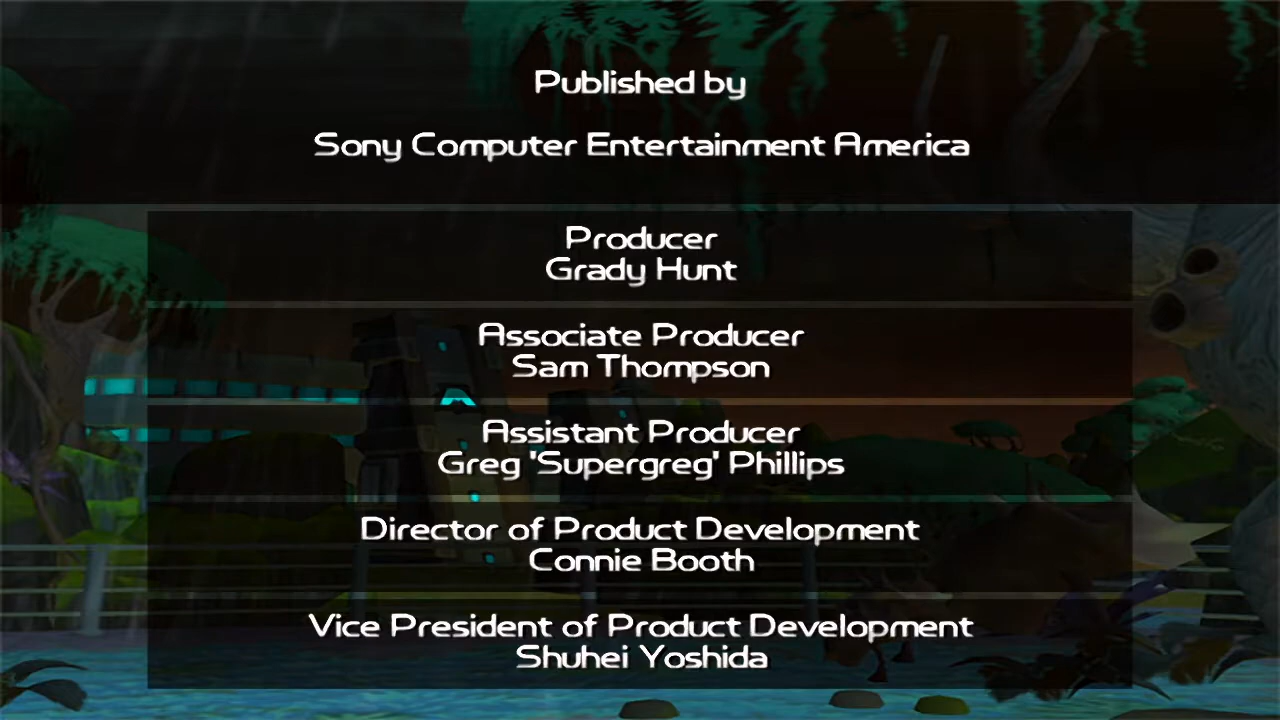 Published by
Sony Computer Entertainment America
Producer
Grady Hunt
Associate Producer
Sam Thompson
Assistant Producer
Greg 'Supergreg' Phillips
Director of Product Development
Connie Booth
Vice President of Product Development
Shuhei Yoshida